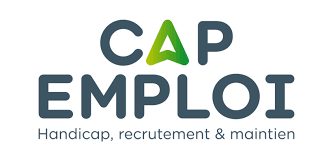 CAP
EMPLOI
Handicap, recrutement & maintien